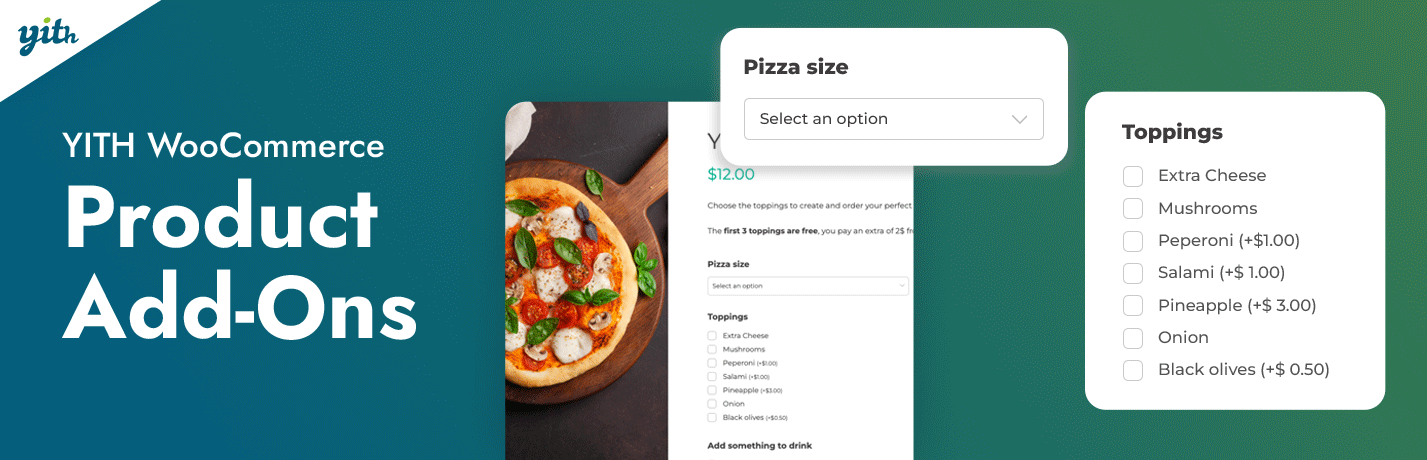 yith
YITH WooCommerce
Product
Add-Ons
Y
$12.00
Choose the toppings to create and order your perfect
The first 3 toppings are free, you pay an extra of 2$
Pizza size
Select an option
Toppings
Extra Cheese
Mushrooms
Peperoni (+$1.00)
Salami (+$1.00)
Pineapple (+$3.00)
Onion
Black olives (+$0.50)
Add something to drink
Pizza size
Select an option
Toppings
Extra Cheese
Mushrooms
Peperoni (+$1.00)
Salami (+$ 1.00)
Pineapple (+$ 3.00)
Onion
Black olives (+$ 0.50)